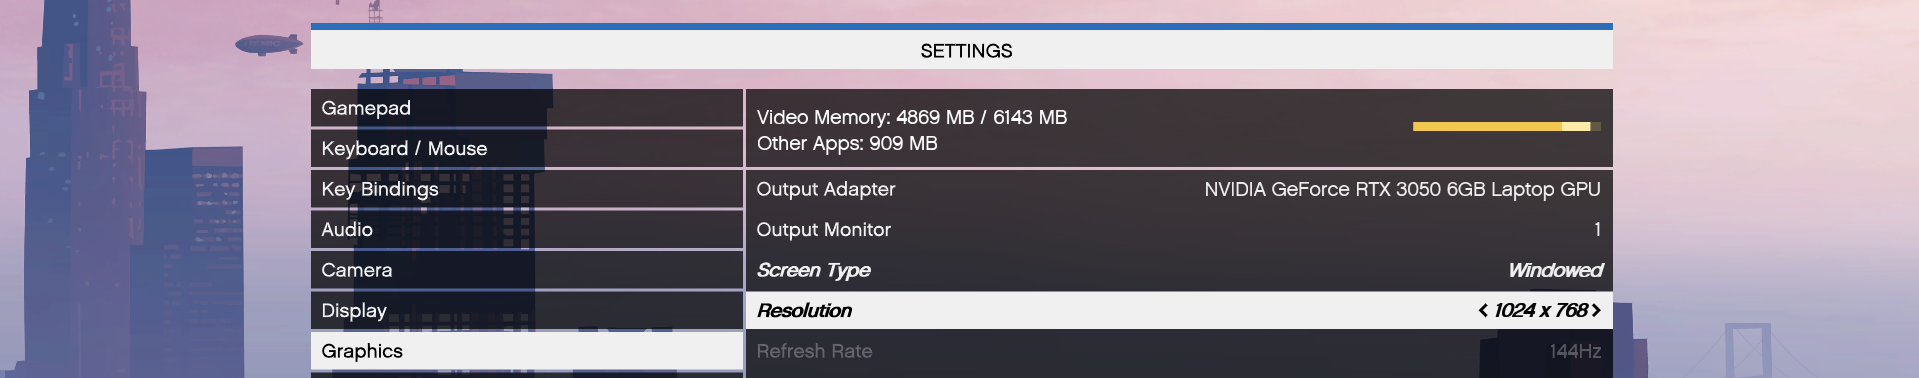 SETTINGS
Gamepad
Keyboard / Mouse
Key Bindings
Audio
Camera
Display
Graphics
Video Memory: 4869 MB / 6143 MB
Other Apps: 909 MB
Output Adapter NVIDIA GeForce RTX 3050 6GB Laptop GPU
Output Monitor 1
Screen Type Windowed
Resolution < 1024 x 768 >
Refresh Rate 144Hz